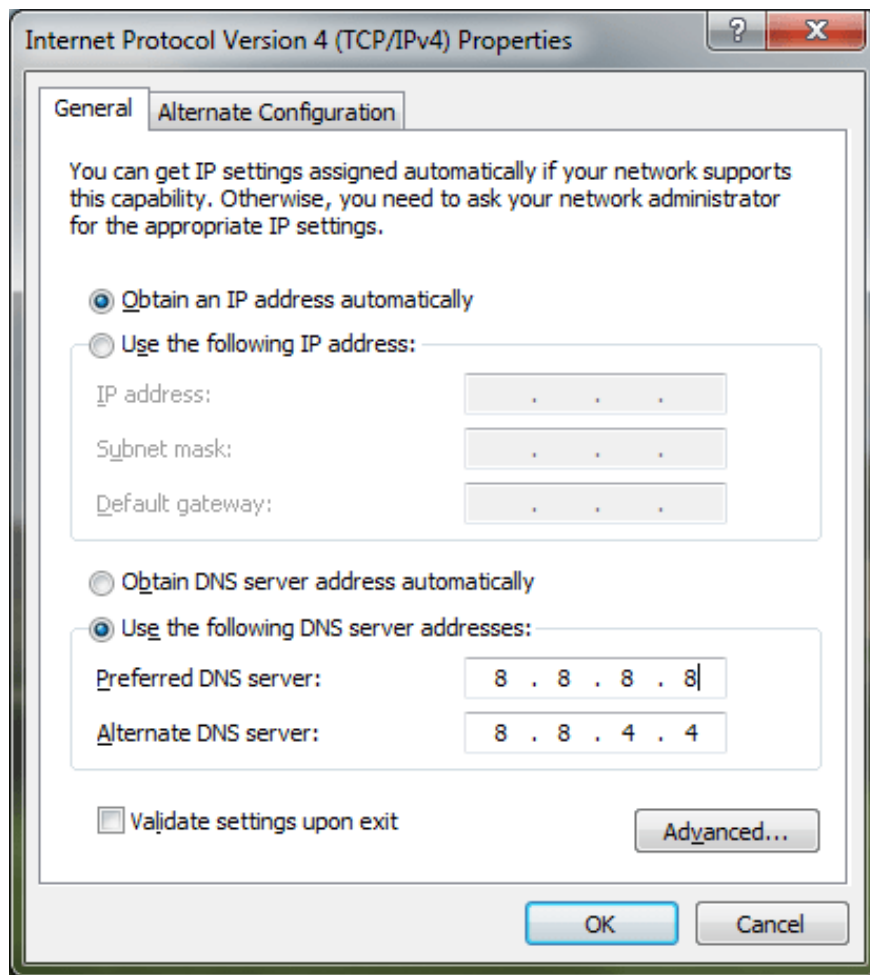 Internet Protocol Version 4 (TCP/IPv4) Properties
General
Alternate Configuration
You can get IP settings assigned automatically if your network supports
this capability. Otherwise, you need to ask your network administrator
for the appropriate IP settings.
Obtain an IP address automatically
Use the following IP address:
IP address: . . .
Subnet mask: . . .
Default gateway: . . .
Obtain DNS server address automatically
Use the following DNS server addresses:
Preferred DNS server: 8 . 8 . 8 . 8
Alternate DNS server: 8 . 8 . 4 . 4
Validate settings upon exit
Advanced...
OK
Cancel